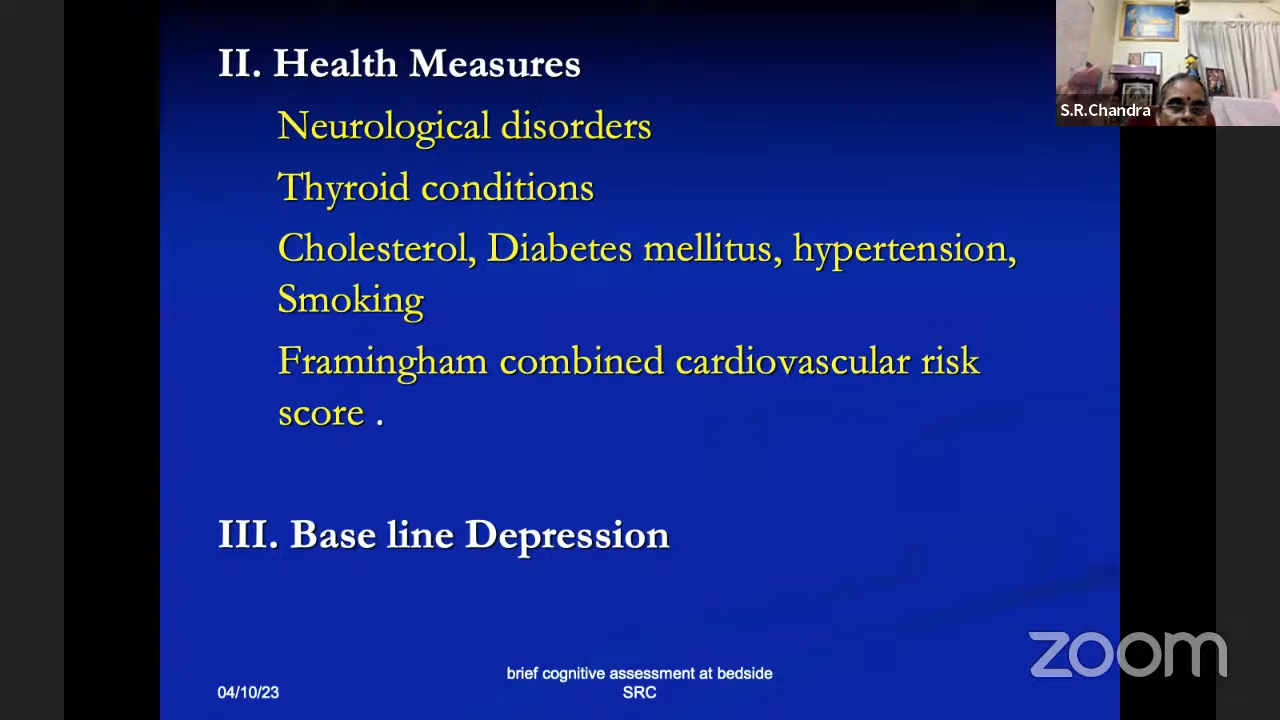 II. Health Measures
Neurological disorders
Thyroid conditions
Cholesterol, Diabetes mellitus, hypertension,
Smoking
Framingham combined cardiovascular risk
score .
III. Base line Depression
S.R.Chandra
brief cognitive assessment at bedside
04/10/23 SRC
zoom